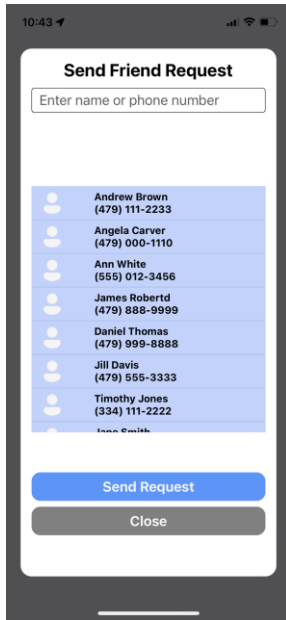 10:43
Send Friend Request
Enter name or phone number
Andrew Brown
(479) 111-2233
Angela Carver
(479) 000-1110
Ann White
(555) 012-3456
James Robertd
(479) 888-9999
Daniel Thomas
(479) 999-8888
Jill Davis
(479) 555-3333
Timothy Jones
(334) 111-2222
Jane Smith
Send Request
Close